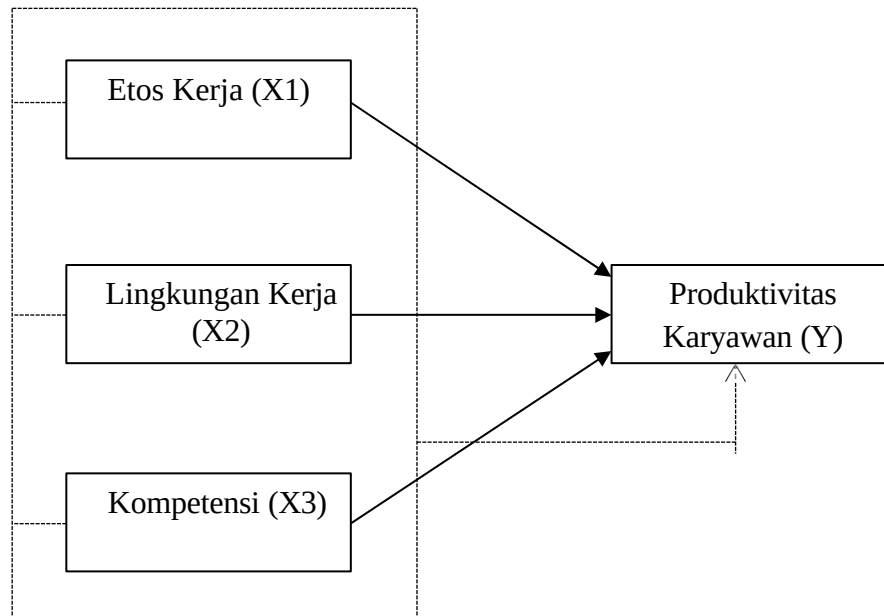 Etos Kerja (X1)
Lingkungan Kerja
(X2)
Produktivitas
Karyawan (Y)
Kompetensi (X3)